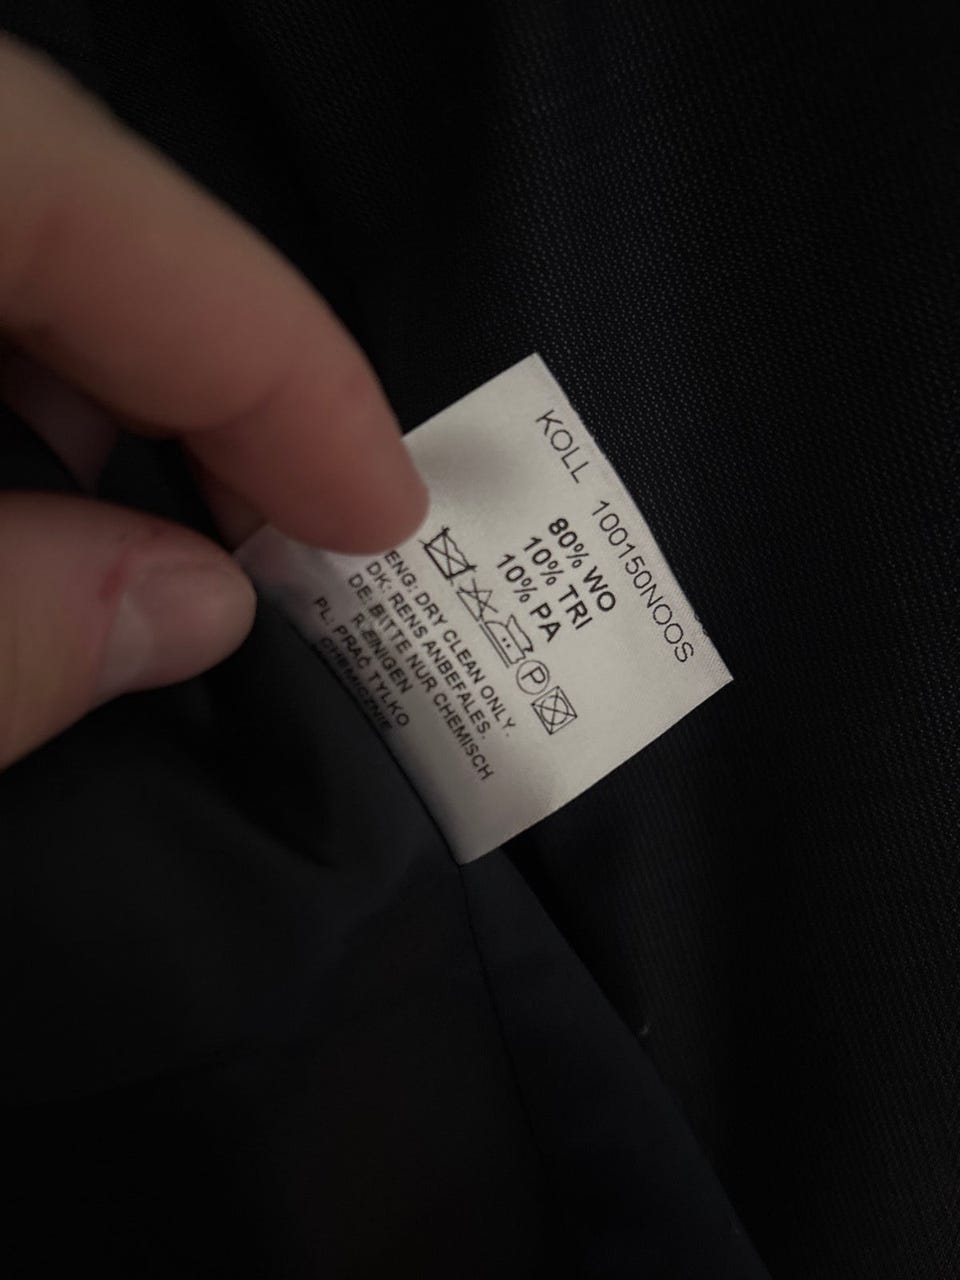 KOLL 100150NOOS
80% WO
10% TRI
10% PA
P
ENG: DRY CLEAN ONLY.
DK: RENS ANBEFALES.
DE: BITTE NUR CHEMISCH
REINIGEN
PL: PRAĆ TYLKO
CHEMICZNIE